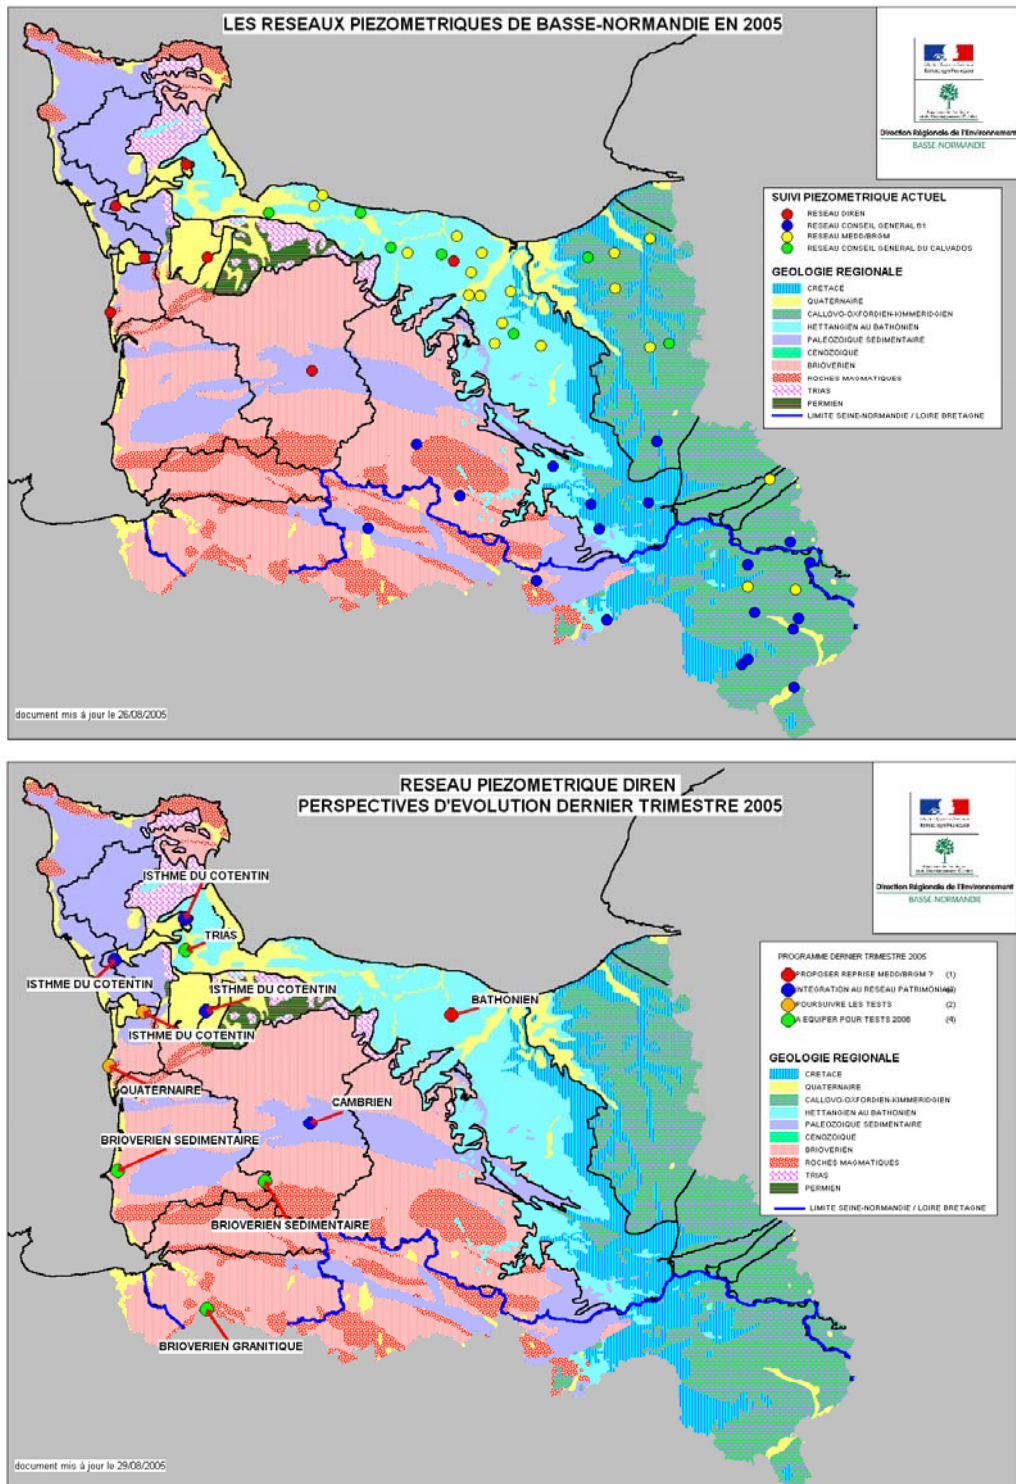 LES RESEAUX PIEZOMETRIQUES DE BASSE-NORMANDIE EN 2005
Direction Régionale de l'Environnement
BASSE-NORMANDIE
SUIVI PIEZOMETRIQUE ACTUEL
RESEAU DIREN
RESEAU CONSEIL GENERAL 61
RESEAU MEDD/BRGM
RESEAU CONSEIL GENERAL DU CALVADOS
GEOLOGIE REGIONALE
CRETACE
QUATERNAIRE
CALLOVO-OXFORDIEN-KIMMERIDGIEN
HETTANGIEN AU BATHONIEN
PALEOZOIQUE SEDIMENTAIRE
CENOZOIQUE
BRIOVERIEN
ROCHES MAGMATIQUES
TRIAS
PERMIEN
LIMITE SEINE-NORMANDIE / LOIRE BRETAGNE
document mis à jour le 26/08/2005
RESEAU PIEZOMETRIQUE DIREN
PERSPECTIVES D'EVOLUTION DERNIER TRIMESTRE 2005
Direction Régionale de l'Environnement
BASSE-NORMANDIE
ISTHME DU COTENTIN
TRIAS
ISTHME DU COTENTIN
ISTHME DU COTENTIN
BATHONIEN
ISTHME DU COTENTIN
QUATERNAIRE
CAMBRIEN
BRIOVERIEN SEDIMENTAIRE
BRIOVERIEN SEDIMENTAIRE
BRIOVERIEN GRANITIQUE
PROGRAMME DERNIER TRIMESTRE 2005
PROPOSER REPRISE MEDD/BRGM ? (1)
INTEGRATION AU RESEAU
POURSUIVRE LES TESTS (2)
A EQUIPER POUR TESTS 2006 (4)
GEOLOGIE REGIONALE
CRETACE
QUATERNAIRE
CALLOVO-OXFORDIEN-KIMMERIDGIEN
HETTANGIEN AU BATHONIEN
PALEOZOIQUE SEDIMENTAIRE
CENOZOIQUE
BRIOVERIEN
ROCHES MAGMATIQUES
TRIAS
PERMIEN
LIMITE SEINE-NORMANDIE / LOIRE BRETAGNE
document mis à jour le 29/08/2005